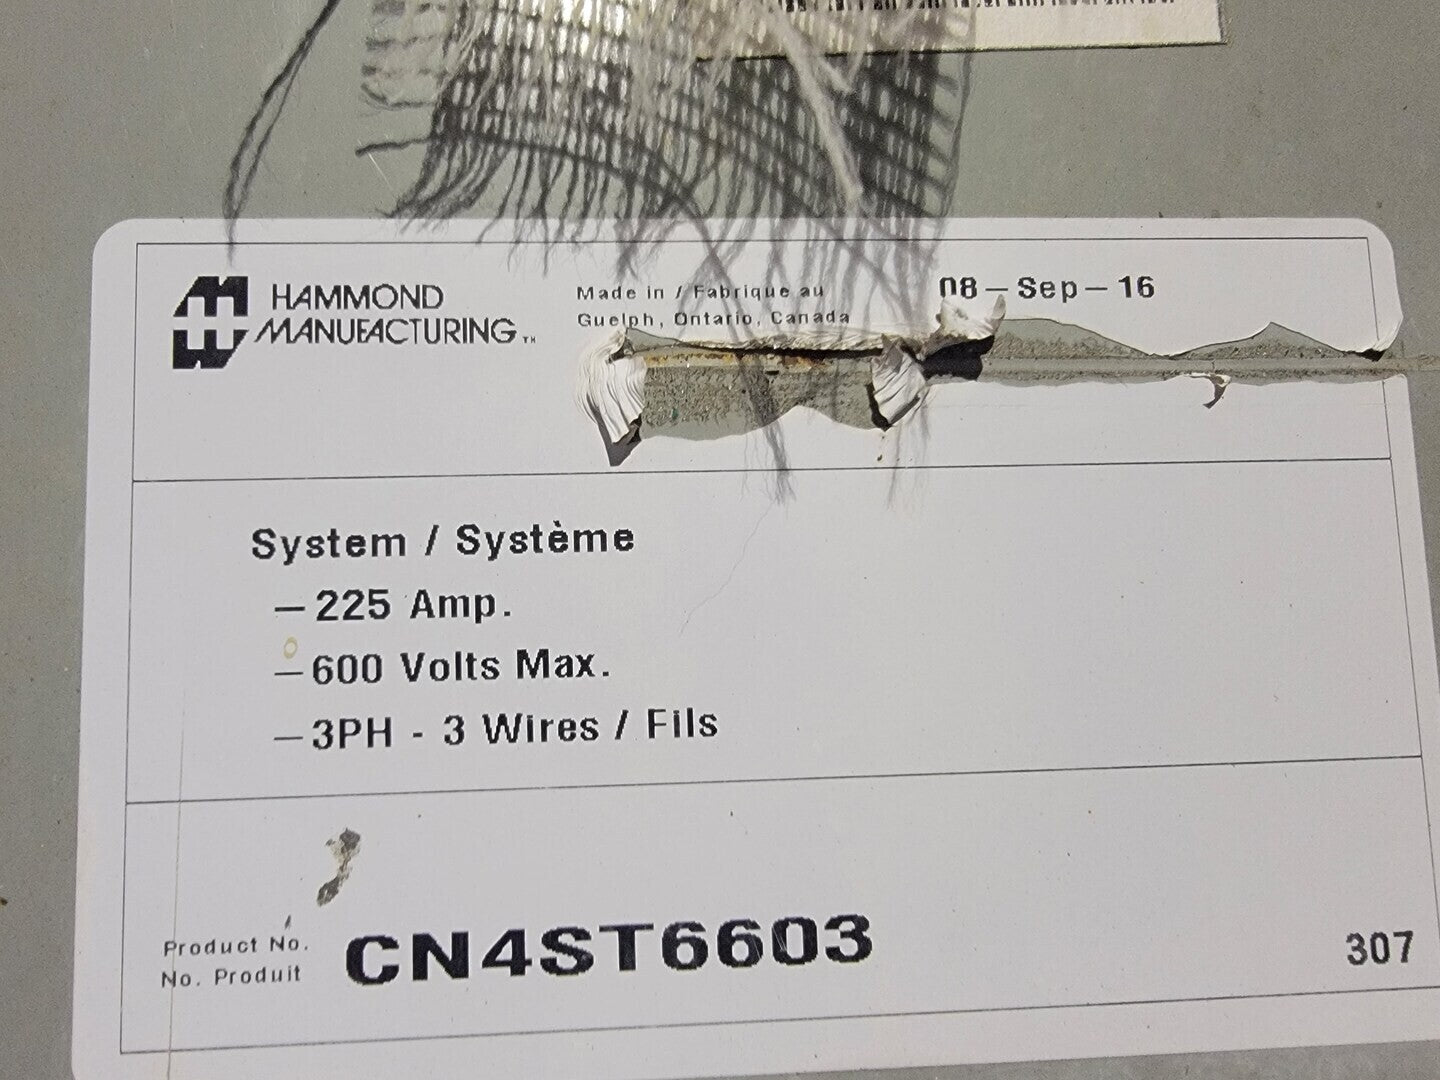 HAMMOND
MANUFACTURING™
Made in / Fabrique au
Guelph, Ontario, Canada
08-Sep-16
System / Système
- 225 Amp.
- 600 Volts Max.
- 3PH - 3 Wires / Fils
Product No.
No. Produit
CN4ST6603
307